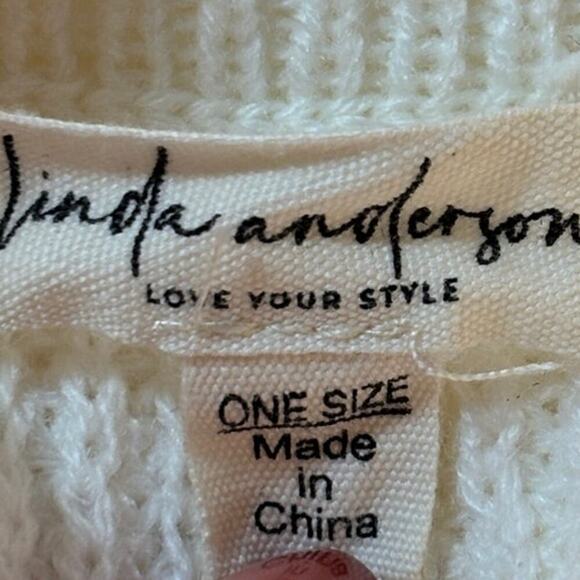 linda anderson
LOVE YOUR STYLE
ONE SIZE
Made
in
China